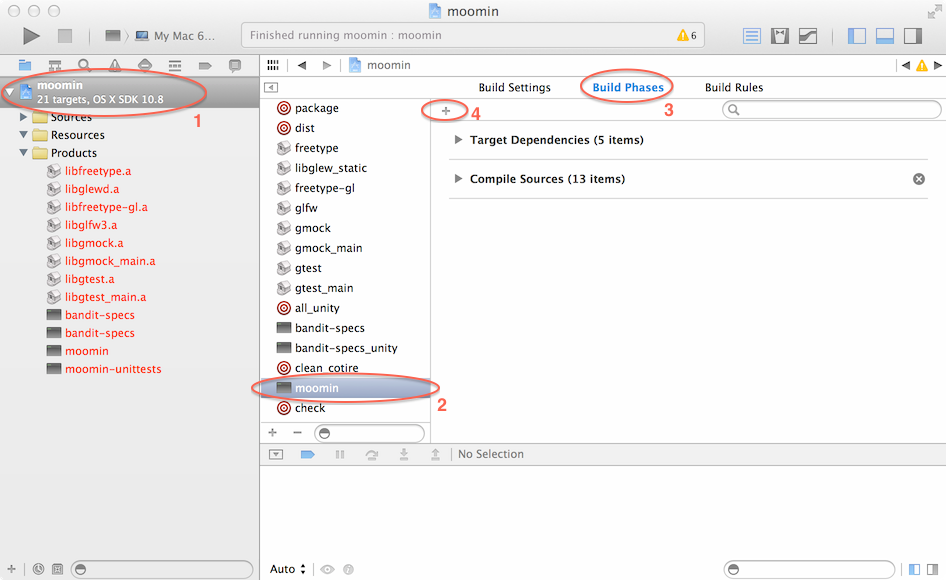 moomin
My Mac 6...
Finished running moomin : moomin
6
moomin
moomin
21 targets, OS X SDK 10.8
1
Sources
Resources
Products
libfreetype.a
libglewd.a
libfreetype-gl.a
libglfw3.a
libgmock.a
libgmock_main.a
libgtest.a
libgtest_main.a
bandit-specs
bandit-specs
moomin
moomin-unittests
package
dist
freetype
libglew_static
freetype-gl
glfw
gmock
gmock_main
gtest
gtest_main
all_unity
bandit-specs
bandit-specs_unity
clean_cotire
moomin
2
check
Build Settings
Build Phases
Build Rules
3
4
Target Dependencies (5 items)
Compile Sources (13 items)
No Selection
Auto